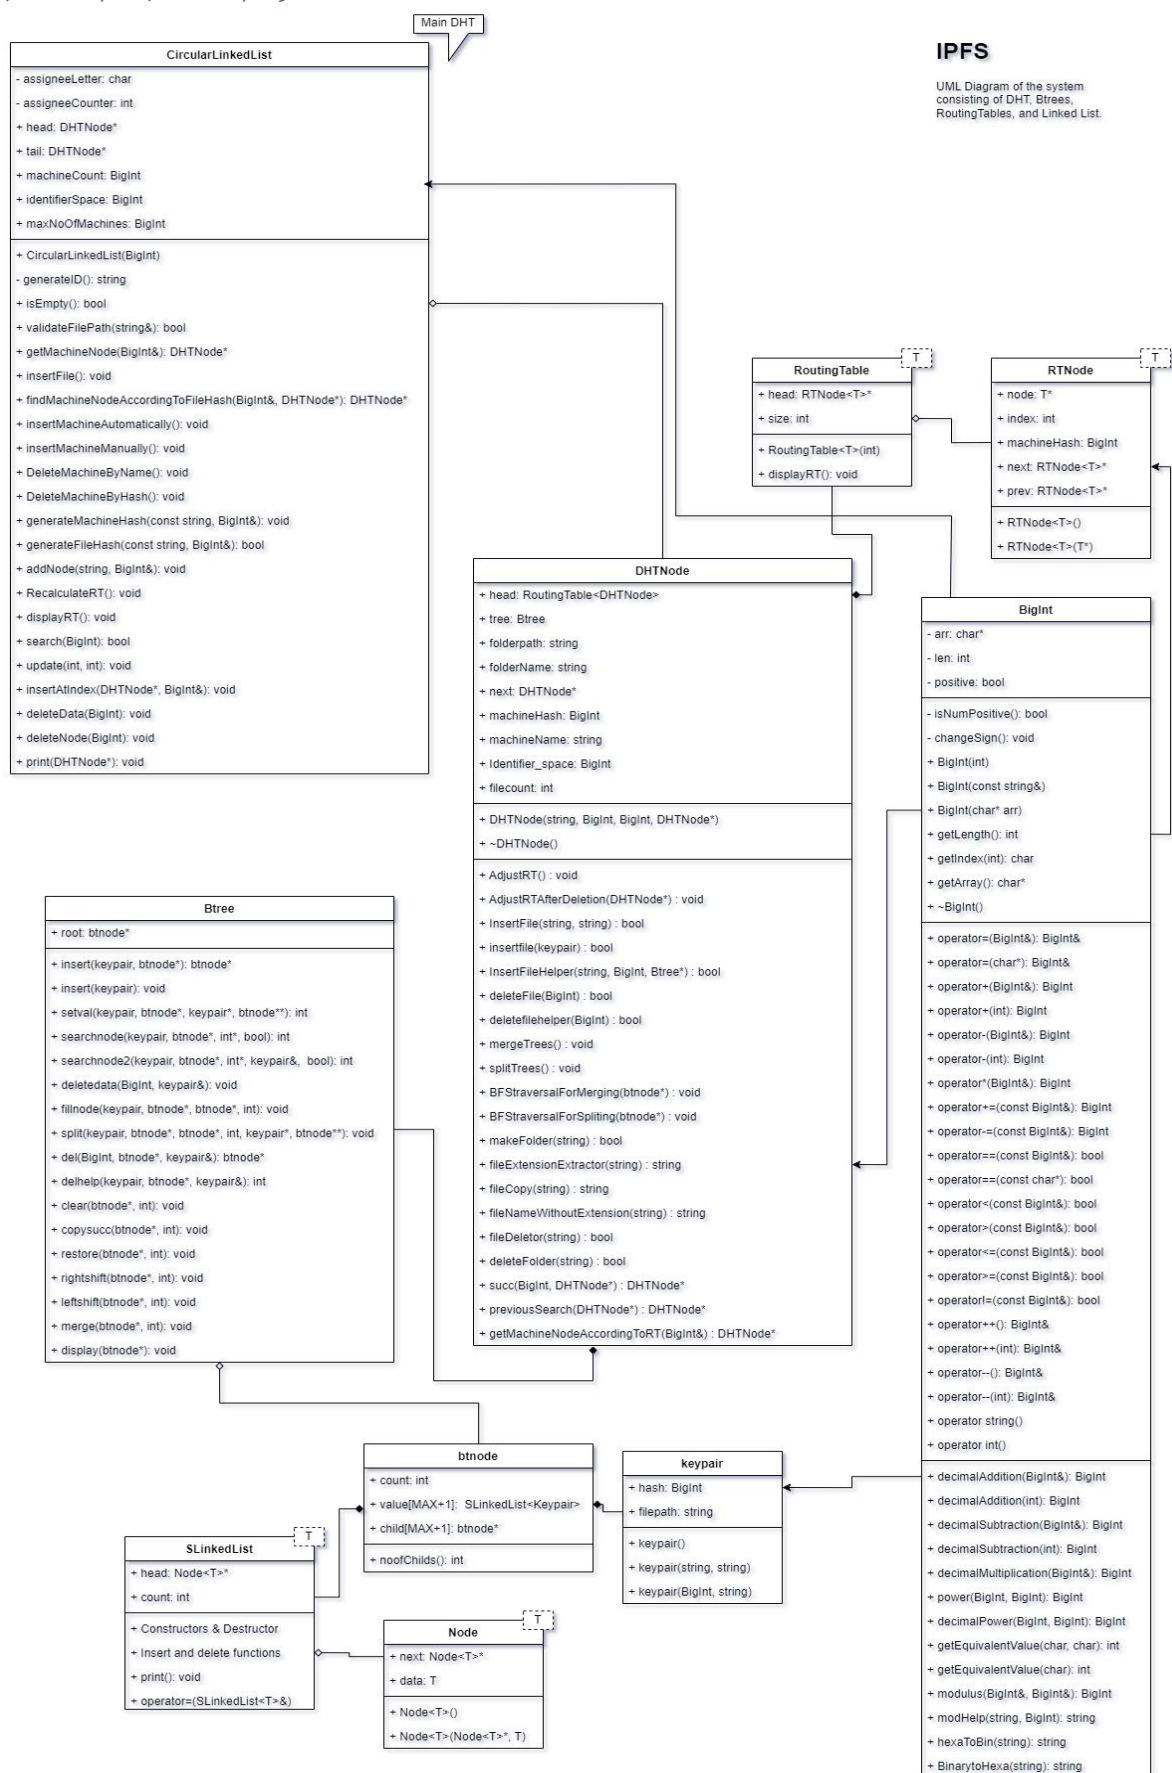 Main DHT
IPFS
UML Diagram of the system
consisting of DHT, Btrees,
RoutingTables, and Linked List.
CircularLinkedList
- assigneeLetter: char
- assigneeCounter: int
+ head: DHTNode*
+ tail: DHTNode*
+ machineCount: BigInt
+ identifierSpace: BigInt
+ maxNoOfMachines: BigInt
+ CircularLinkedList(BigInt)
- generateID(): string
+ isEmpty(): bool
+ validateFilePath(string&): bool
+ getMachineNode(BigInt&): DHTNode*
+ insertFile(): void
+ findMachineNodeAccordingToFileHash(BigInt&, DHTNode*): DHTNode*
+ insertMachineAutomatically(): void
+ insertMachineManually(): void
+ DeleteMachineByName(): void
+ DeleteMachineByHash(): void
+ generateMachineHash(const string, BigInt&): void
+ generateFileHash(const string, BigInt&): bool
+ addNode(string, BigInt&): void
+ RecalculateRT(): void
+ displayRT(): void
+ search(BigInt): bool
+ update(int, int): void
+ insertAtIndex(DHTNode*, BigInt&): void
+ deleteData(BigInt): void
+ deleteNode(BigInt): void
+ print(DHTNode*): void
T
RoutingTable
+ head: RTNode<T>*
+ size: int
+ RoutingTable<T>(int)
+ displayRT(): void
T
RTNode
+ node: T*
+ index: int
+ machineHash: BigInt
+ next: RTNode<T>*
+ prev: RTNode<T>*
+ RTNode<T>()
+ RTNode<T>(T*)
DHTNode
+ head: RoutingTable<DHTNode>
+ tree: Btree
+ folderpath: string
+ folderName: string
+ next: DHTNode*
+ machineHash: BigInt
+ machineName: string
+ Identifier_space: BigInt
+ filecount: int
+ DHTNode(string, BigInt, BigInt, DHTNode*)
+ ~DHTNode()
+ AdjustRT() : void
+ AdjustRTAfterDeletion(DHTNode*) : void
+ InsertFile(string, string) : bool
+ insertfile(keypair) : bool
+ InsertFileHelper(string, BigInt, Btree*) : bool
+ deleteFile(BigInt) : bool
+ deletefilehelper(BigInt) : bool
+ mergeTrees() : void
+ splitTrees() : void
+ BFStraversalForMerging(btnode*) : void
+ BFStraversalForSpliting(btnode*) : void
+ makeFolder(string) : bool
+ fileExtensionExtractor(string) : string
+ fileCopy(string) : string
+ fileNameWithoutExtension(string) : string
+ fileDeletor(string) : bool
+ deleteFolder(string) : bool
+ succ(BigInt, DHTNode*) : DHTNode*
+ previousSearch(DHTNode*) : DHTNode*
+ getMachineNodeAccordingToRT(BigInt&) : DHTNode*
BigInt
- arr: char*
- len: int
- positive: bool
- isNumPositive(): bool
- changeSign(): void
+ BigInt(int)
+ BigInt(const string&)
+ BigInt(char* arr)
+ getLength(): int
+ getIndex(int): char
+ getArray(): char*
+ ~BigInt()
+ operator=(BigInt&): BigInt&
+ operator=(char*): BigInt&
+ operator+(BigInt&): BigInt
+ operator+(int): BigInt
+ operator-(BigInt&): BigInt
+ operator-(int): BigInt
+ operator*(BigInt&): BigInt
+ operator+=(const BigInt&): BigInt
+ operator-=(const BigInt&): BigInt
+ operator==(const BigInt&): bool
+ operator==(const char*): bool
+ operator<(const BigInt&): bool
+ operator>(const BigInt&): bool
+ operator<=(const BigInt&): bool
+ operator>=(const BigInt&): bool
+ operator!=(const BigInt&): bool
+ operator++(): BigInt&
+ operator++(int): BigInt&
+ operator--(): BigInt&
+ operator--(int): BigInt&
+ operator string()
+ operator int()
+ decimalAddition(BigInt&): BigInt
+ decimalAddition(int): BigInt
+ decimalSubtraction(BigInt&): BigInt
+ decimalSubtraction(int): BigInt
+ decimalMultiplication(BigInt&): BigInt
+ power(BigInt, BigInt): BigInt
+ decimalPower(BigInt, BigInt): BigInt
+ getEquivalentValue(char, char): int
+ getEquivalentValue(char): int
+ modulus(BigInt&, BigInt&): BigInt
+ modHelp(string, BigInt): string
+ hexaToBin(string): string
+ BinarytoHexa(string): string
Btree
+ root: btnode*
+ insert(keypair, btnode*): btnode*
+ insert(keypair): void
+ setval(keypair, btnode*, keypair*, btnode**): int
+ searchnode(keypair, btnode*, int*, bool): int
+ searchnode2(keypair, btnode*, int*, keypair&, bool): int
+ deletedata(BigInt, keypair&): void
+ fillnode(keypair, btnode*, btnode*, int): void
+ split(keypair, btnode*, btnode*, int, keypair*, btnode**): void
+ del(BigInt, btnode*, keypair&): btnode*
+ delhelp(keypair, btnode*, keypair&): int
+ clear(btnode*, int): void
+ copysucc(btnode*, int): void
+ restore(btnode*, int): void
+ rightshift(btnode*, int): void
+ leftshift(btnode*, int): void
+ merge(btnode*, int): void
+ display(btnode*): void
btnode
+ count: int
+ value[MAX+1]: SLinkedList<Keypair>
+ child[MAX+1]: btnode*
+ noofChilds(): int
keypair
+ hash: BigInt
+ filepath: string
+ keypair()
+ keypair(string, string)
+ keypair(BigInt, string)
T
SLinkedList
+ head: Node<T>*
+ count: int
+ Constructors & Destructor
+ Insert and delete functions
+ print(): void
+ operator=(SLinkedList<T>&)
T
Node
+ next: Node<T>*
+ data: T
+ Node<T>()
+ Node<T>(Node<T>*, T)